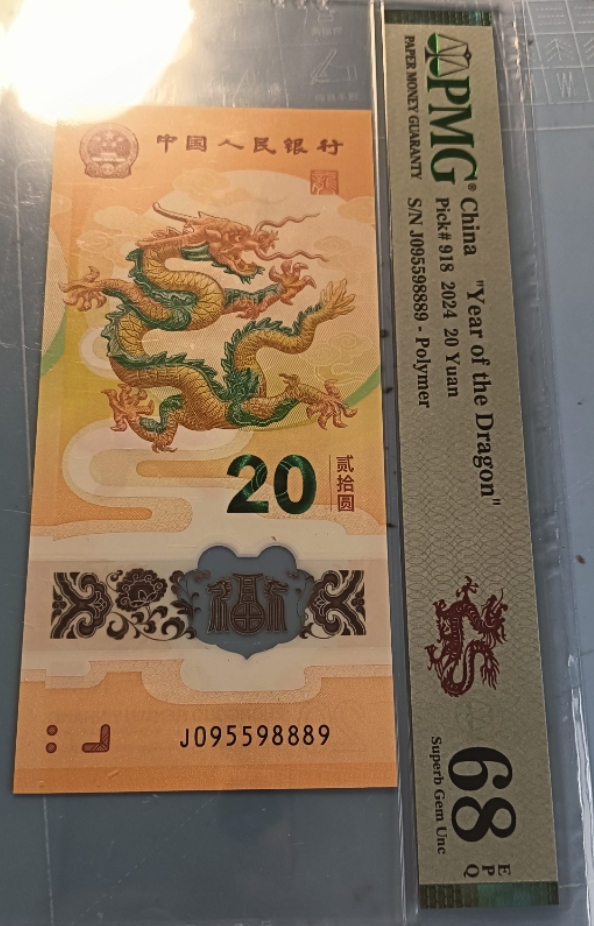 中国人民银行
20
贰拾圆
福
J095598889
PMG®
PAPER MONEY GUARANTY
China "Year of the Dragon"
Pick# 918 2024 20 Yuan
S/N J095598889 - Polymer
68
EPQ
Superb Gem Unc
W